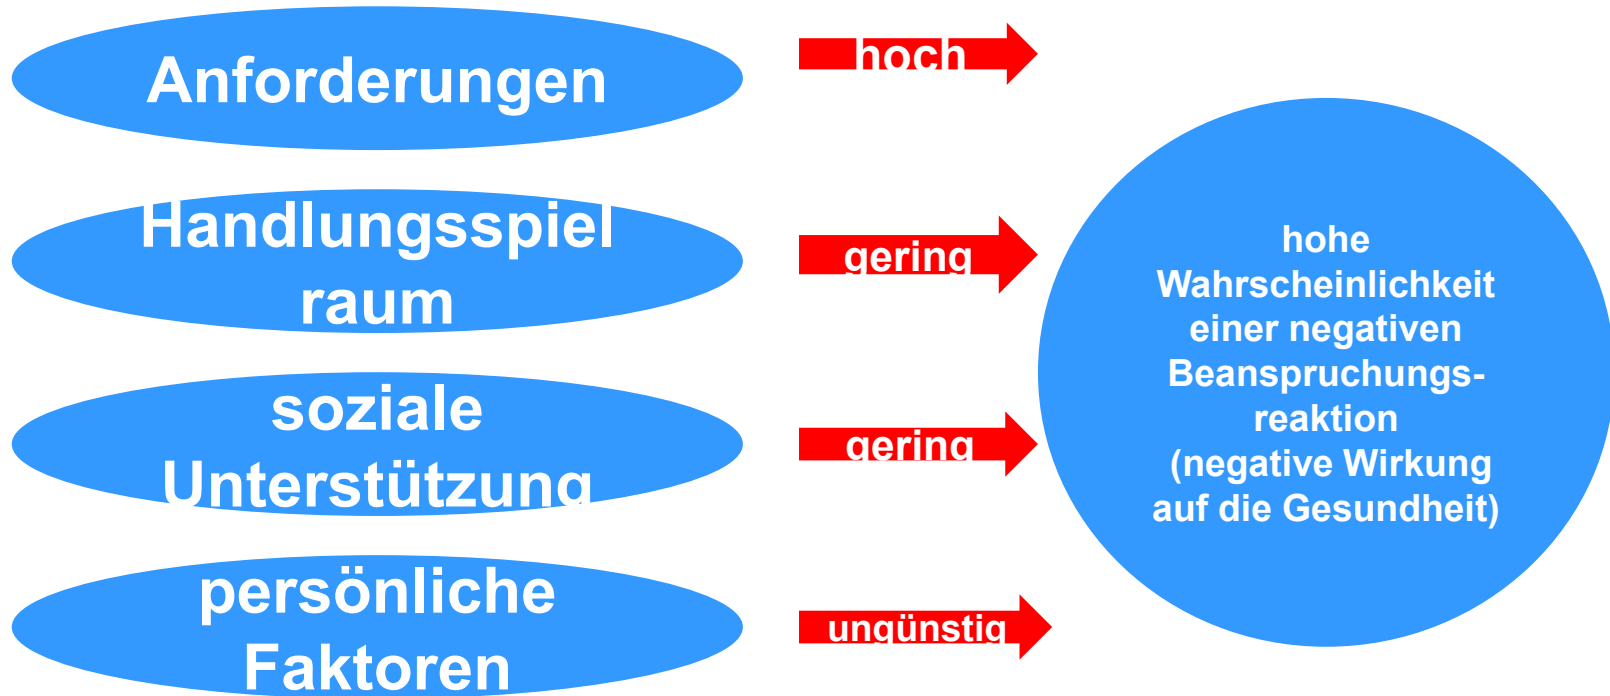 Anforderungen
hoch
Handlungsspiel
raum
gering
soziale
Unterstützung
gering
persönliche
Faktoren
ungünstig
hohe
Wahrscheinlichkeit
einer negativen
Beanspruchungs-
reaktion
(negative Wirkung
auf die Gesundheit)